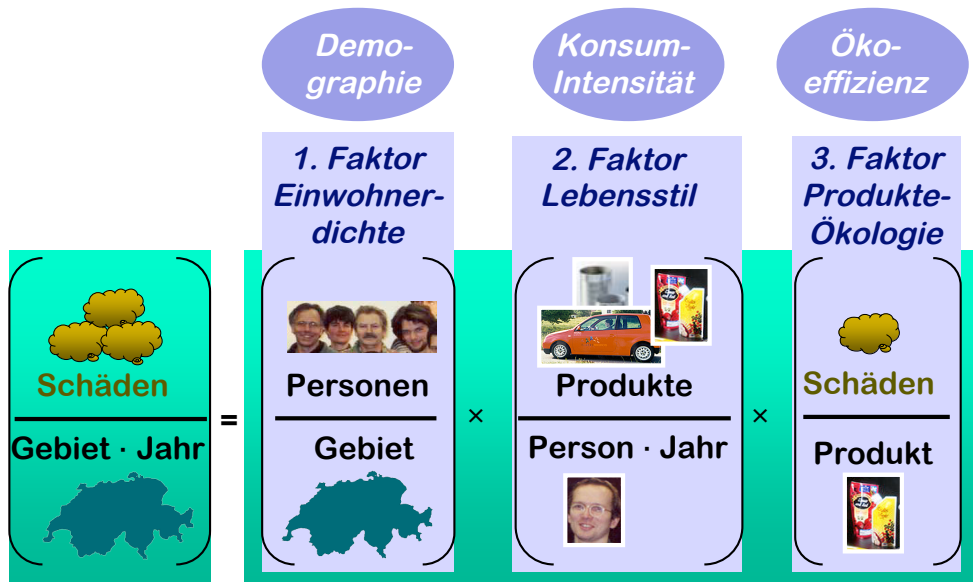 Demo-
graphie
Konsum-
Intensität
Öko-
effizienz
1. Faktor
Einwohner-
dichte
2. Faktor
Lebensstil
3. Faktor
Produkte-
Ökologie
Schäden
Gebiet · Jahr
=
Personen
Gebiet
×
Produkte
Person · Jahr
×
Schäden
Produkt